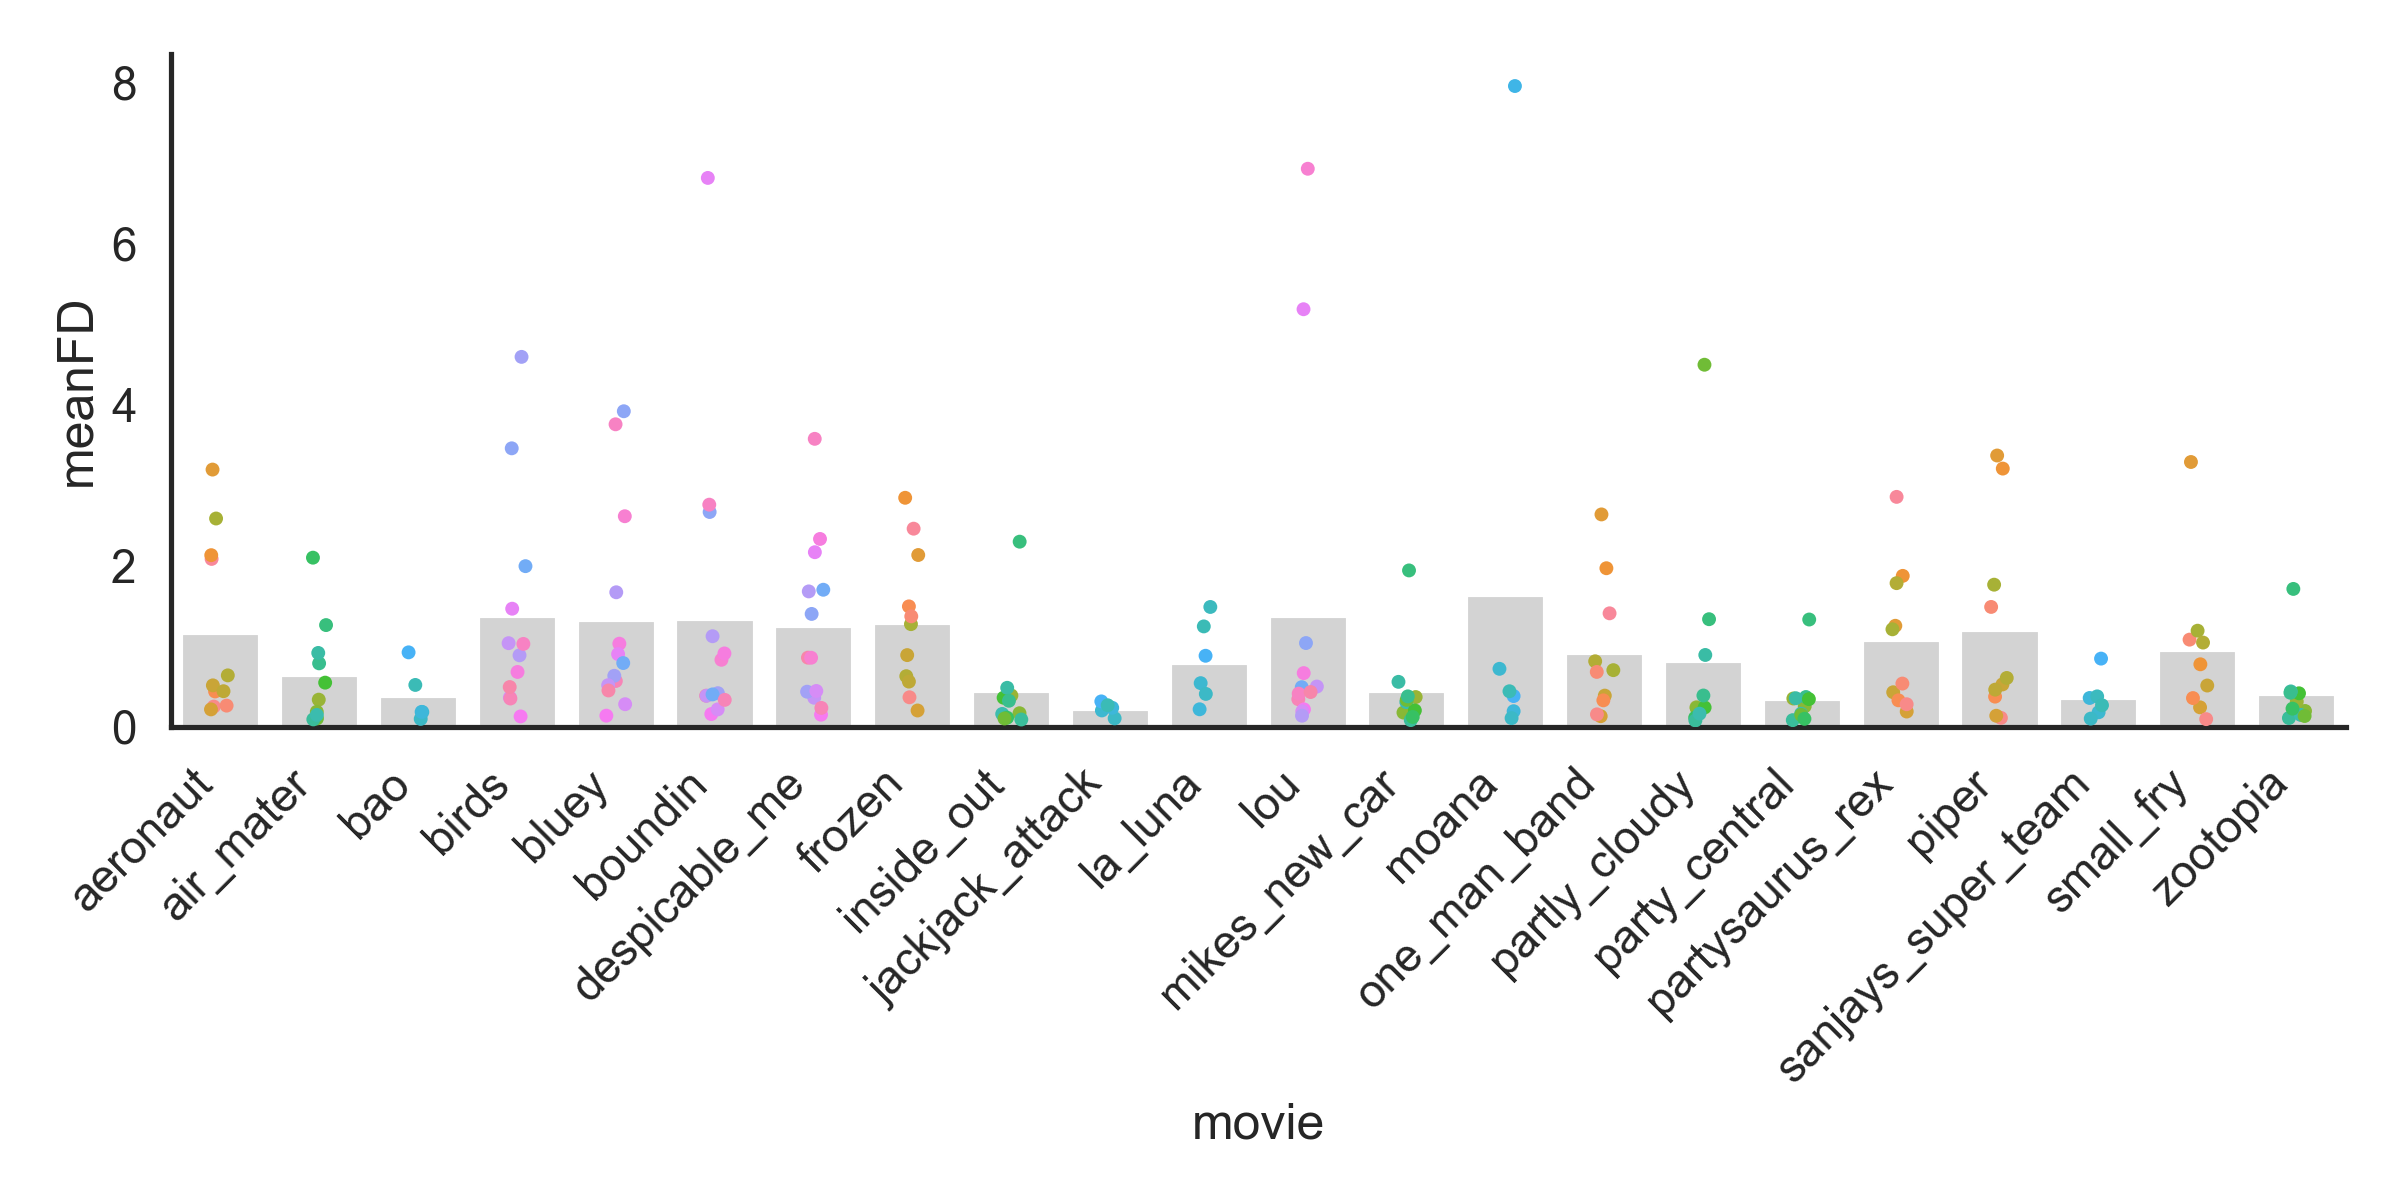 8
6
4
2
0
meanFD
aeronaut
air_mater
bao
birds
bluey
boundin
despicable_me
frozen
inside_out
jackjack_attack
la_luna
lou
mikes_new_car
moana
one_man_band
partly_cloudy
party_central
partysaurus_rex
piper
sanjays_super_team
small_fry
zootopia
movie